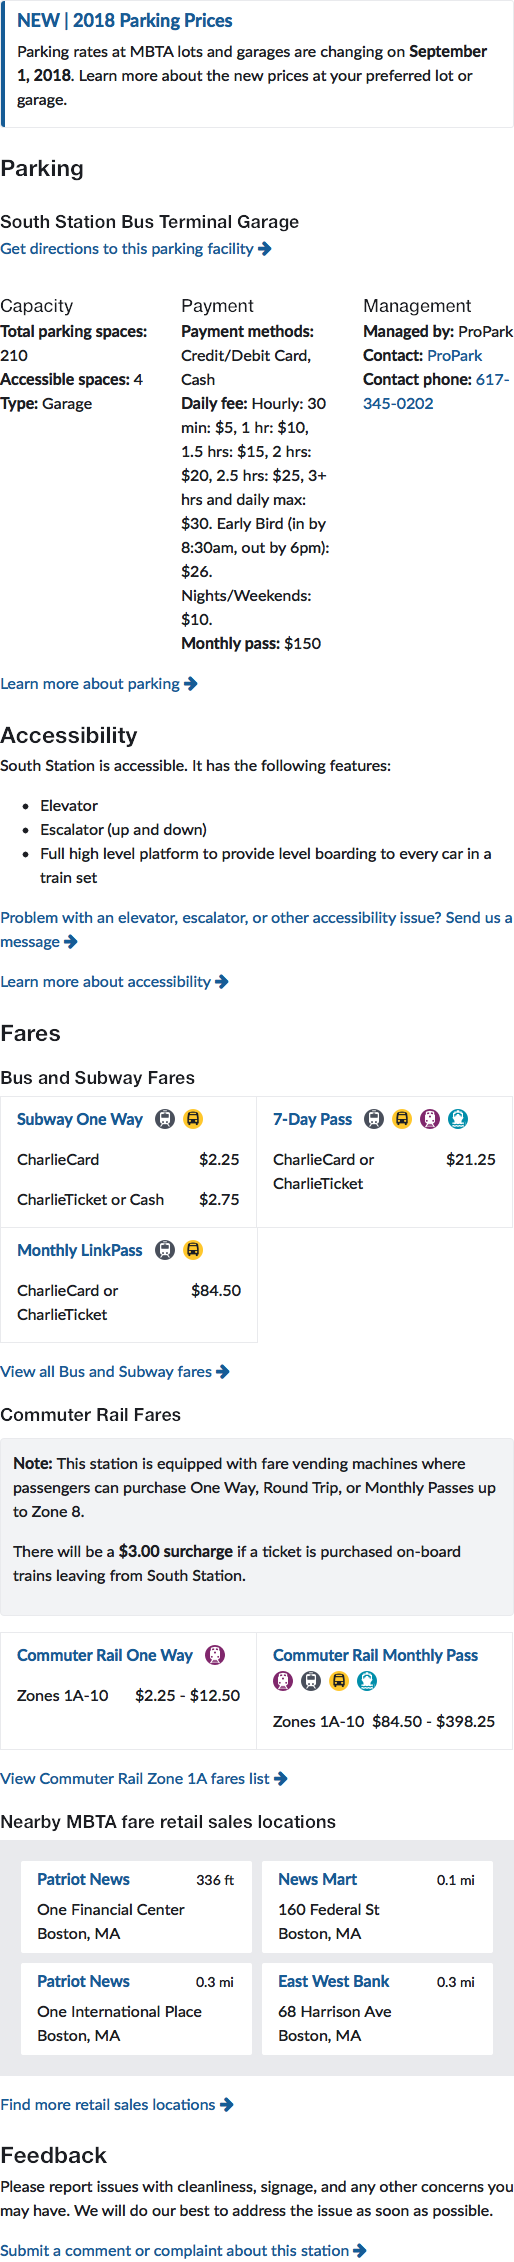 NEW | 2018 Parking Prices
Parking rates at MBTA lots and garages are changing on September
1, 2018. Learn more about the new prices at your preferred lot or
garage.
Parking
South Station Bus Terminal Garage
Get directions to this parking facility
Capacity
Total parking spaces:
210
Accessible spaces: 4
Type: Garage
Payment
Payment methods:
Credit/Debit Card,
Cash
Daily fee: Hourly: 30
min: $5, 1 hr: $10,
1.5 hrs: $15, 2 hrs:
$20, 2.5 hrs: $25, 3+
hrs and daily max:
$30. Early Bird (in by
8:30am, out by 6pm):
$26.
Nights/Weekends:
$10.
Monthly pass: $150
Management
Managed by: ProPark
Contact: ProPark
Contact phone: 617-
345-0202
Learn more about parking
Accessibility
South Station is accessible. It has the following features:
• Elevator
• Escalator (up and down)
• Full high level platform to provide level boarding to every car in a
train set
Problem with an elevator, escalator, or other accessibility issue? Send us a
message
Learn more about accessibility
Fares
Bus and Subway Fares
Subway One Way
CharlieCard $2.25
CharlieTicket or Cash $2.75
7-Day Pass
CharlieCard or $21.25
CharlieTicket
Monthly LinkPass
CharlieCard or $84.50
CharlieTicket
View all Bus and Subway fares
Commuter Rail Fares
Note: This station is equipped with fare vending machines where
passengers can purchase One Way, Round Trip, or Monthly Passes up
to Zone 8.
There will be a $3.00 surcharge if a ticket is purchased on-board
trains leaving from South Station.
Commuter Rail One Way
Zones 1A-10 $2.25 - $12.50
Commuter Rail Monthly Pass
Zones 1A-10 $84.50 - $398.25
View Commuter Rail Zone 1A fares list
Nearby MBTA fare retail sales locations
Patriot News 336 ft
One Financial Center
Boston, MA
News Mart 0.1 mi
160 Federal St
Boston, MA
Patriot News 0.3 mi
One International Place
Boston, MA
East West Bank 0.3 mi
68 Harrison Ave
Boston, MA
Find more retail sales locations
Feedback
Please report issues with cleanliness, signage, and any other concerns you
may have. We will do our best to address the issue as soon as possible.
Submit a comment or complaint about this station